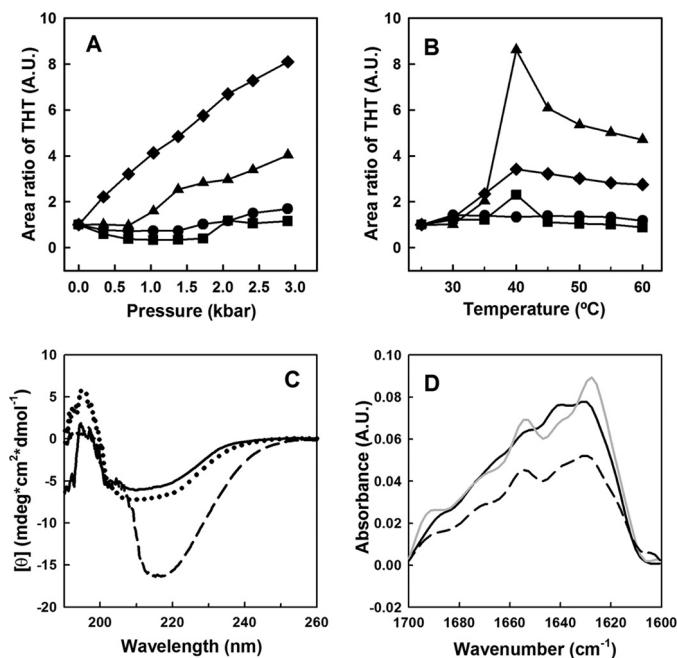 A
Area ratio of THT (A.U.)
10
8
6
4
2
0
0.0 0.5 1.0 1.5 2.0 2.5 3.0
Pressure (kbar)
B
Area ratio of THT (A.U.)
10
8
6
4
2
0
30 40 50 60
Temperature (ºC)
C
[θ] (mdeg*cm²*dmol⁻¹)
15
10
5
0
-5
-10
-15
-20
200 220 240 260
Wavelength (nm)
D
Absorbance (A.U.)
0.10
0.08
0.06
0.04
0.02
0.00
-0.02
1700 1680 1660 1640 1620 1600
Wavenumber (cm⁻¹)